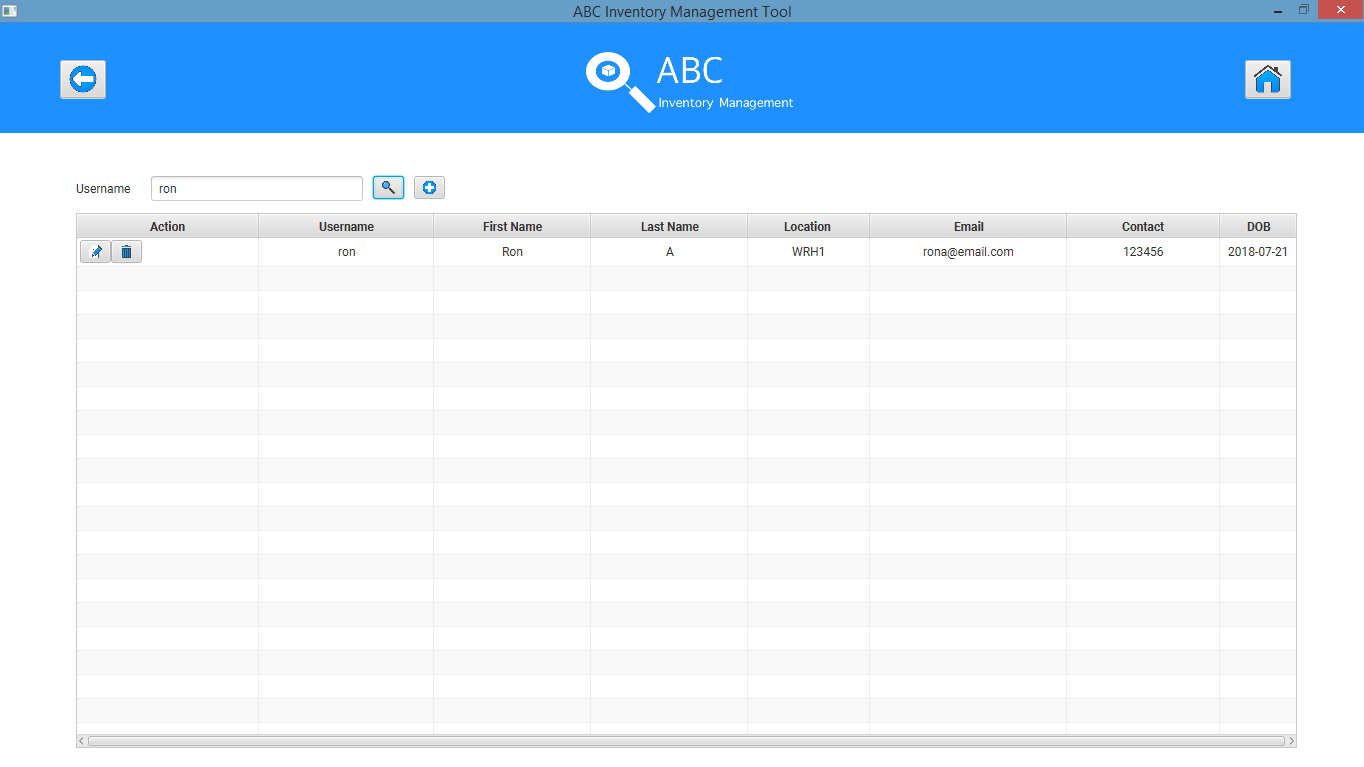 ABC Inventory Management Tool
ABC
Inventory Management
Username ron
Action Username First Name Last Name Location Email Contact DOB
ron Ron A WRH1 rona@email.com 123456 2018-07-21